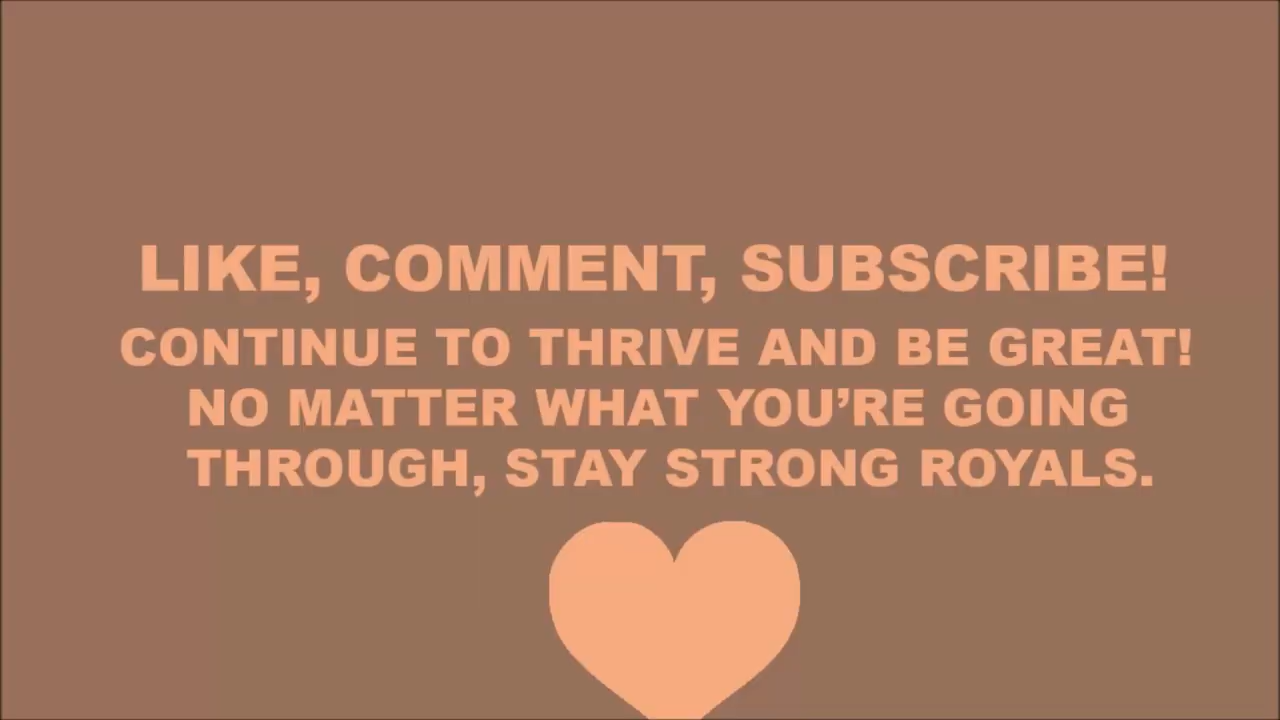 LIKE, COMMENT, SUBSCRIBE!
CONTINUE TO THRIVE AND BE GREAT!
NO MATTER WHAT YOU’RE GOING
THROUGH, STAY STRONG ROYALS.